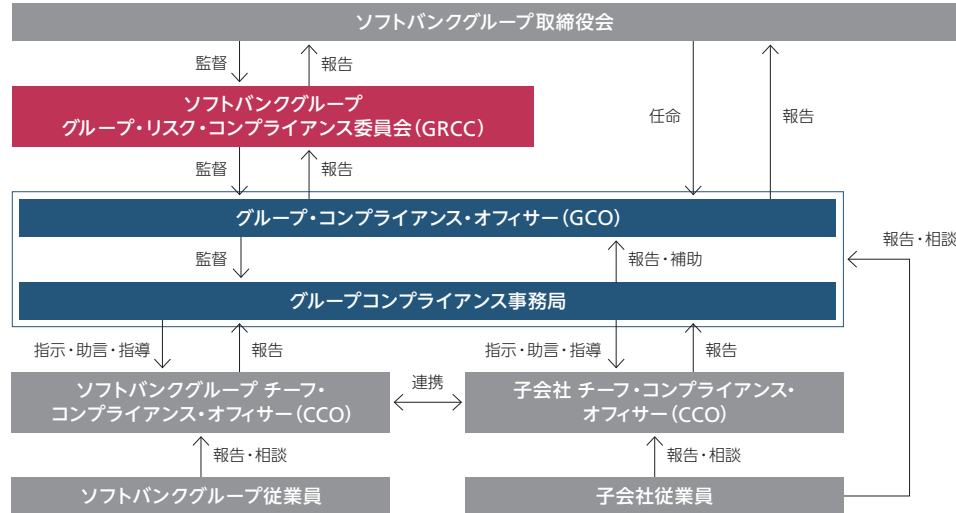 ソフトバンクグループ取締役会
監督
報告
任命
報告
ソフトバンクグループ
グループ・リスク・コンプライアンス委員会(GRCC)
監督
報告
グループ・コンプライアンス・オフィサー(GCO)
監督
報告・補助
報告・相談
グループコンプライアンス事務局
指示・助言・指導
報告
指示・助言・指導
報告
ソフトバンクグループ チーフ・
コンプライアンス・オフィサー(CCO)
連携
子会社 チーフ・コンプライアンス・
オフィサー(CCO)
報告・相談
報告・相談
ソフトバンクグループ従業員
子会社従業員